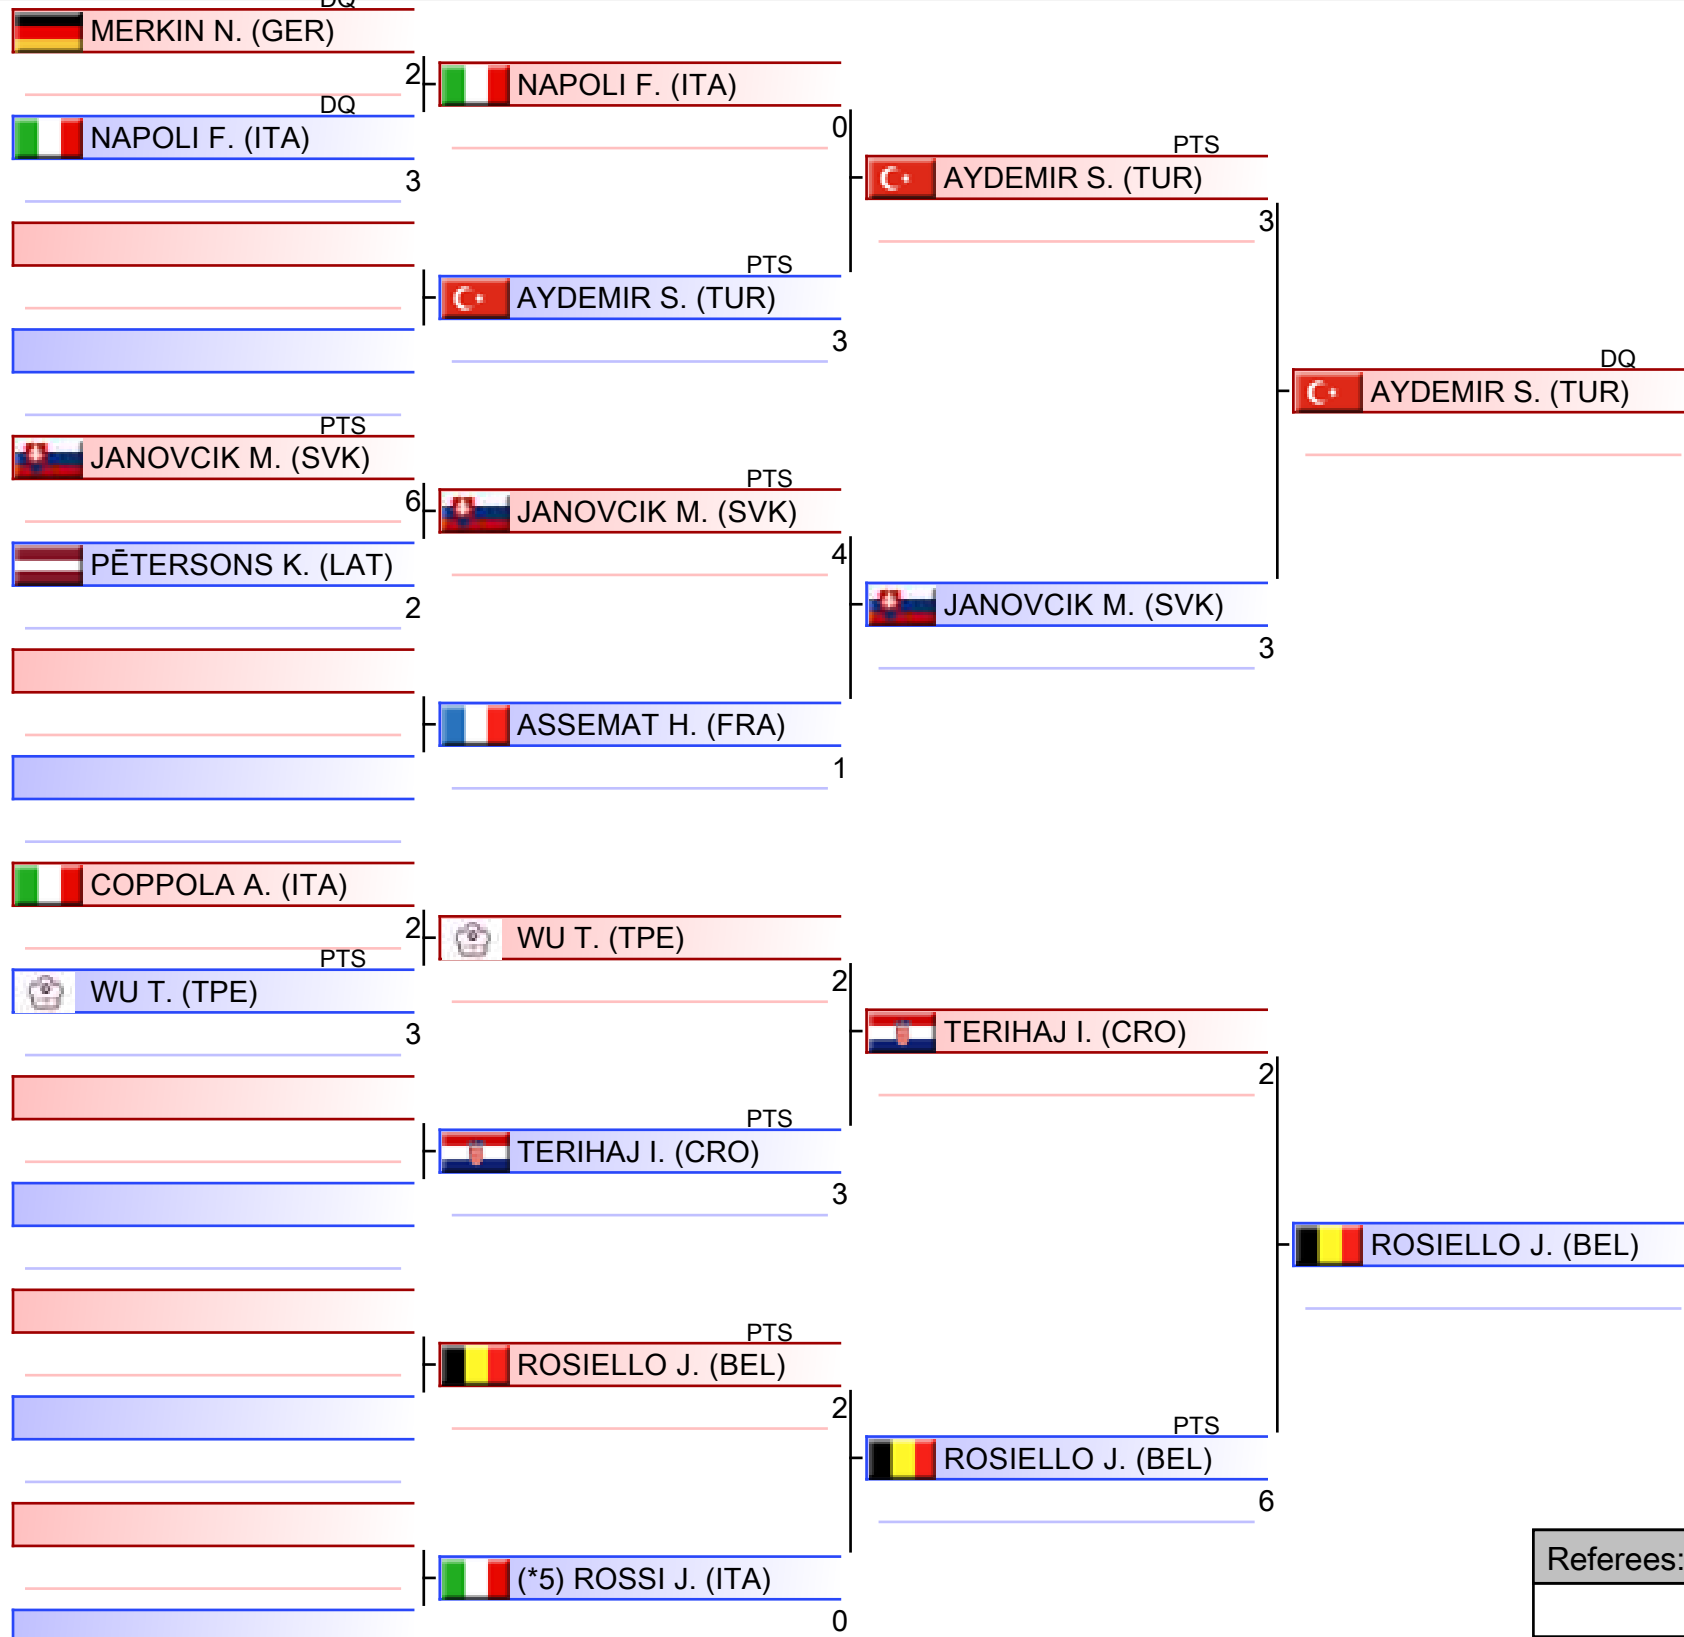 DQ
MERKIN N. (GER)
2
DQ
NAPOLI F. (ITA)
3
PTS
JANOVCIK M. (SVK)
6
PĒTERSONS K. (LAT)
2
COPPOLA A. (ITA)
2
PTS
WU T. (TPE)
3
NAPOLI F. (ITA)
0
PTS
AYDEMIR S. (TUR)
3
PTS
JANOVCIK M. (SVK)
4
ASSEMAT H. (FRA)
1
WU T. (TPE)
2
PTS
TERIHAJ I. (CRO)
3
PTS
ROSIELLO J. (BEL)
2
(*5) ROSSI J. (ITA)
0
PTS
AYDEMIR S. (TUR)
3
JANOVCIK M. (SVK)
3
TERIHAJ I. (CRO)
2
PTS
ROSIELLO J. (BEL)
6
DQ
AYDEMIR S. (TUR)
ROSIELLO J. (BEL)
Referees: